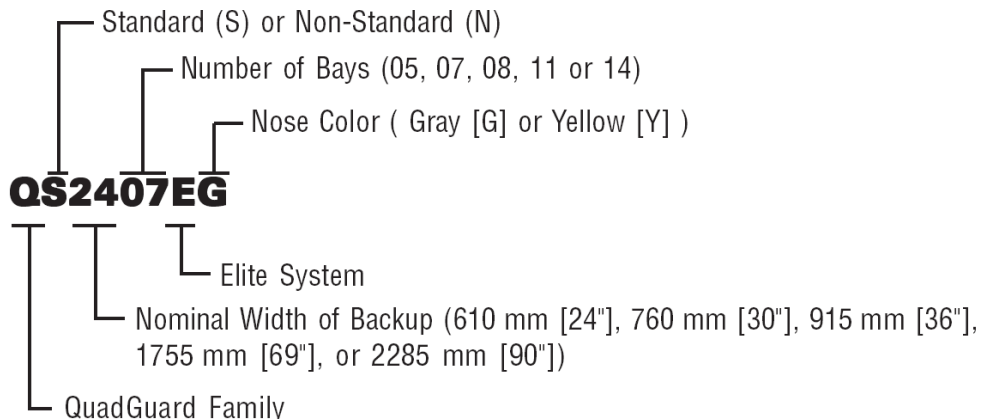 Standard (S) or Non-Standard (N)
Number of Bays (05, 07, 08, 11 or 14)
Nose Color ( Gray [G] or Yellow [Y] )
QS2407EG
Elite System
Nominal Width of Backup (610 mm [24"], 760 mm [30"], 915 mm [36"],
1755 mm [69"], or 2285 mm [90"])
QuadGuard Family